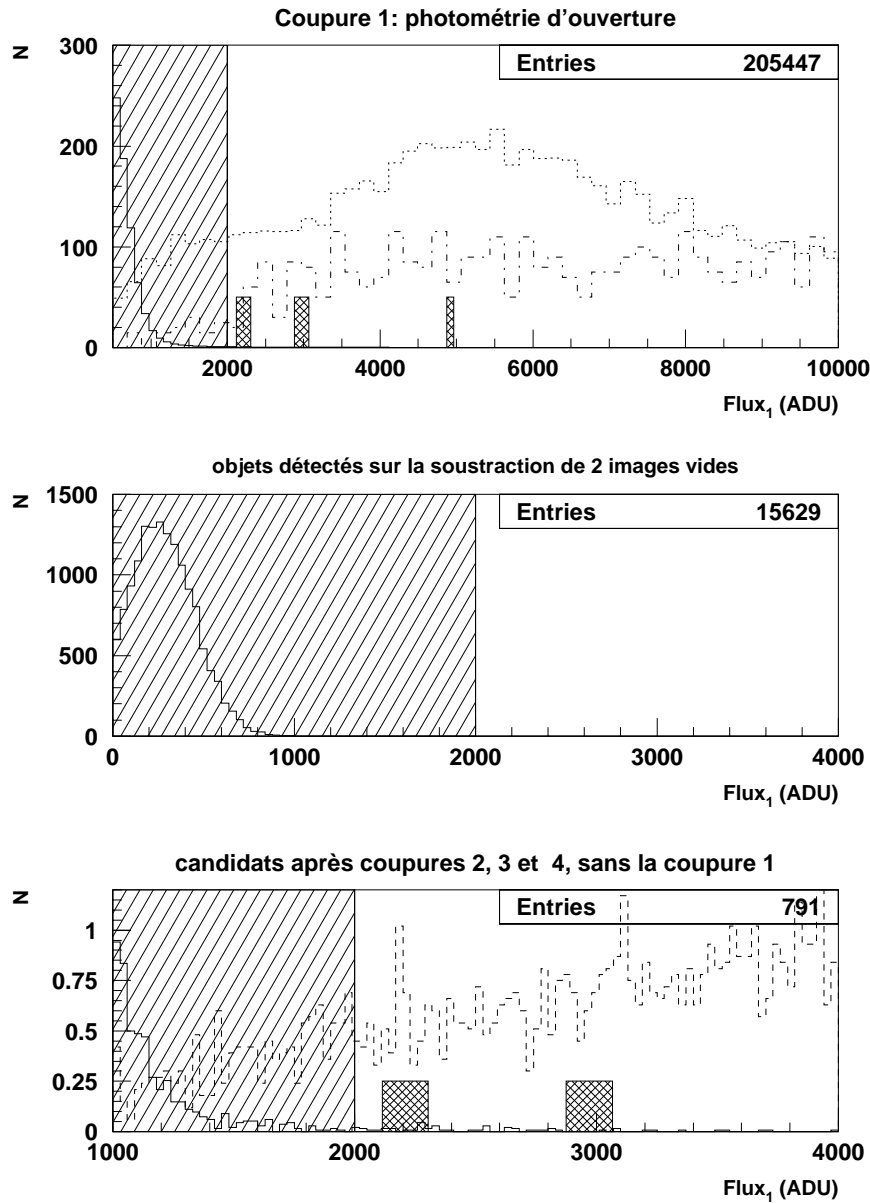 Coupure 1: photométrie d'ouverture
N
300
200
100
0
Entries 205447
2000 4000 6000 8000 10000
Flux1 (ADU)
objets détectés sur la soustraction de 2 images vides
N
1500
1000
500
0
Entries 15629
0 1000 2000 3000 4000
Flux1 (ADU)
candidats après coupures 2, 3 et 4, sans la coupure 1
N
1
0.75
0.5
0.25
0
Entries 791
1000 2000 3000 4000
Flux1 (ADU)